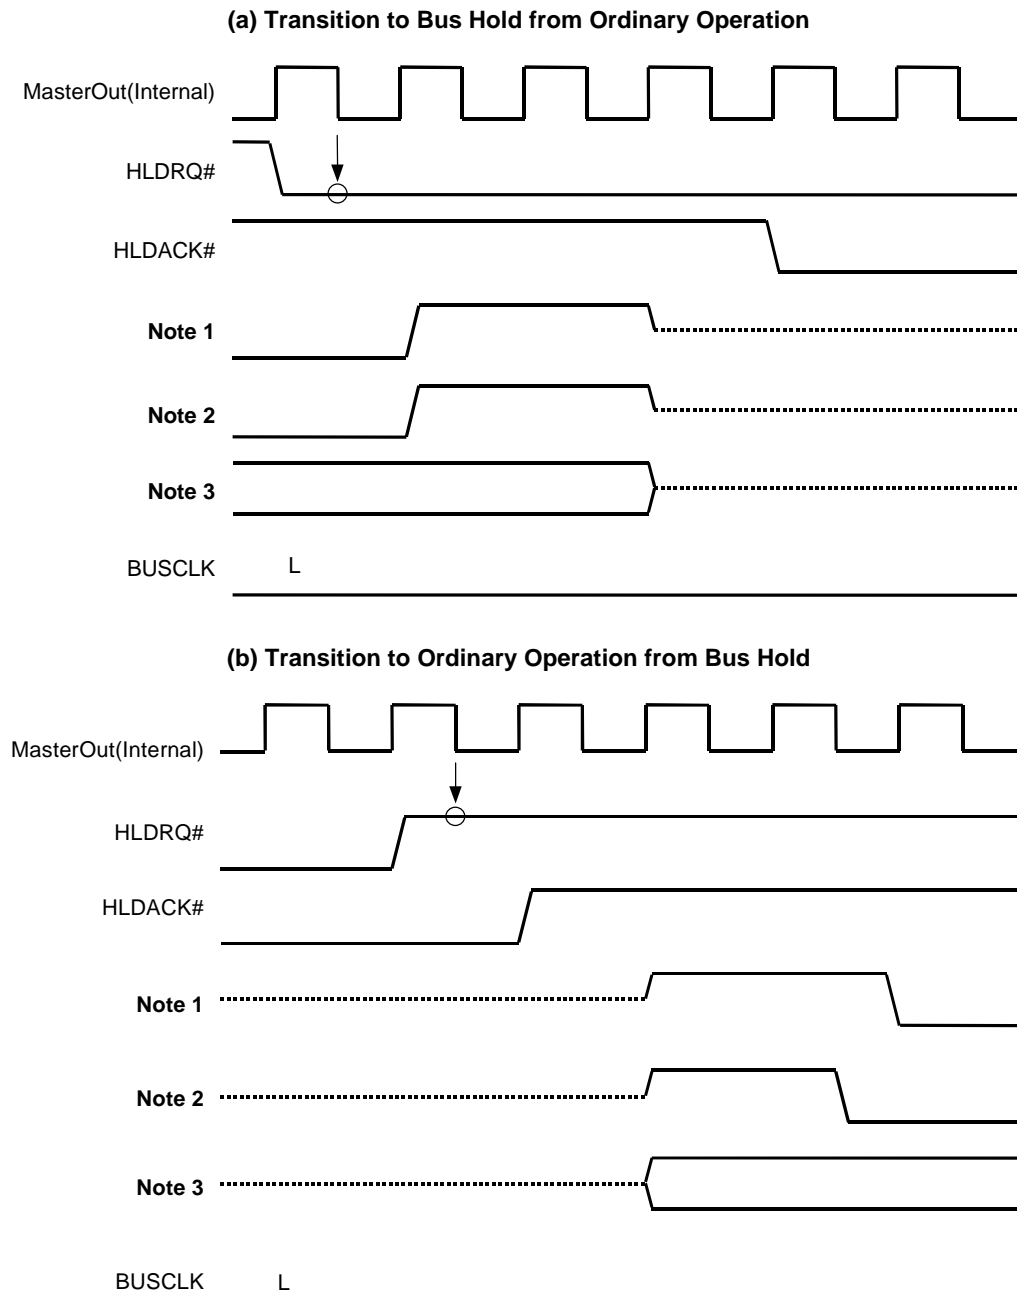 (a) Transition to Bus Hold from Ordinary Operation
MasterOut(Internal)
HLDRQ#
HLDACK#
Note 1
Note 2
Note 3
BUSCLK L
(b) Transition to Ordinary Operation from Bus Hold
MasterOut(Internal)
HLDRQ#
HLDACK#
Note 1
Note 2
Note 3
BUSCLK L